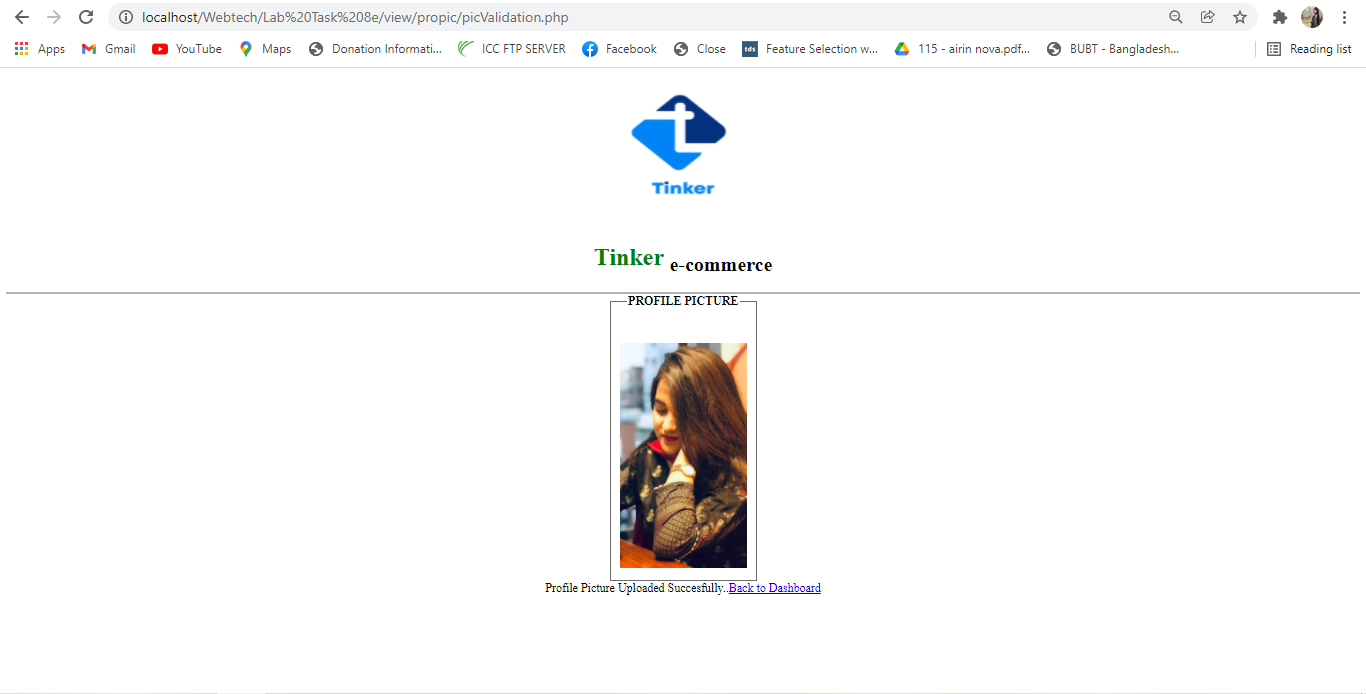 localhost/Webtech/Lab%20Task%208e/view/propic/picValidation.php
Apps Gmail YouTube Maps Donation Informati... ICC FTP SERVER Facebook Close tds Feature Selection w... 115 - airin nova.pdf... BUBT - Bangladesh... Reading list
t
Tinker
Tinker e-commerce
PROFILE PICTURE
Profile Picture Uploaded Succesfully..Back to Dashboard